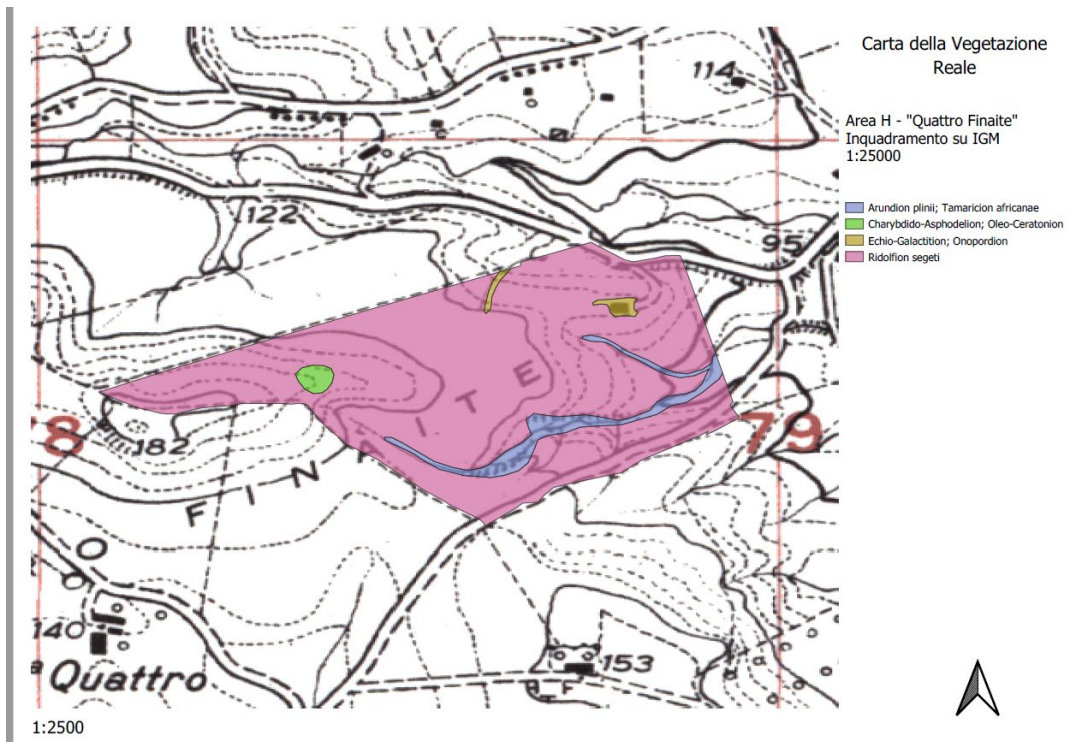 Carta della Vegetazione
Reale
Area H - "Quattro Finaite"
Inquadramento su IGM
1:25000
Arundion plinii; Tamaricion africanae
Charybdido-Asphodelion; Oleo-Ceratonion
Echio-Galactition; Onopordion
Ridolfion segeti
114
122
95
79
8
182
FINAITE
140
a Quattro
153
F
1:2500